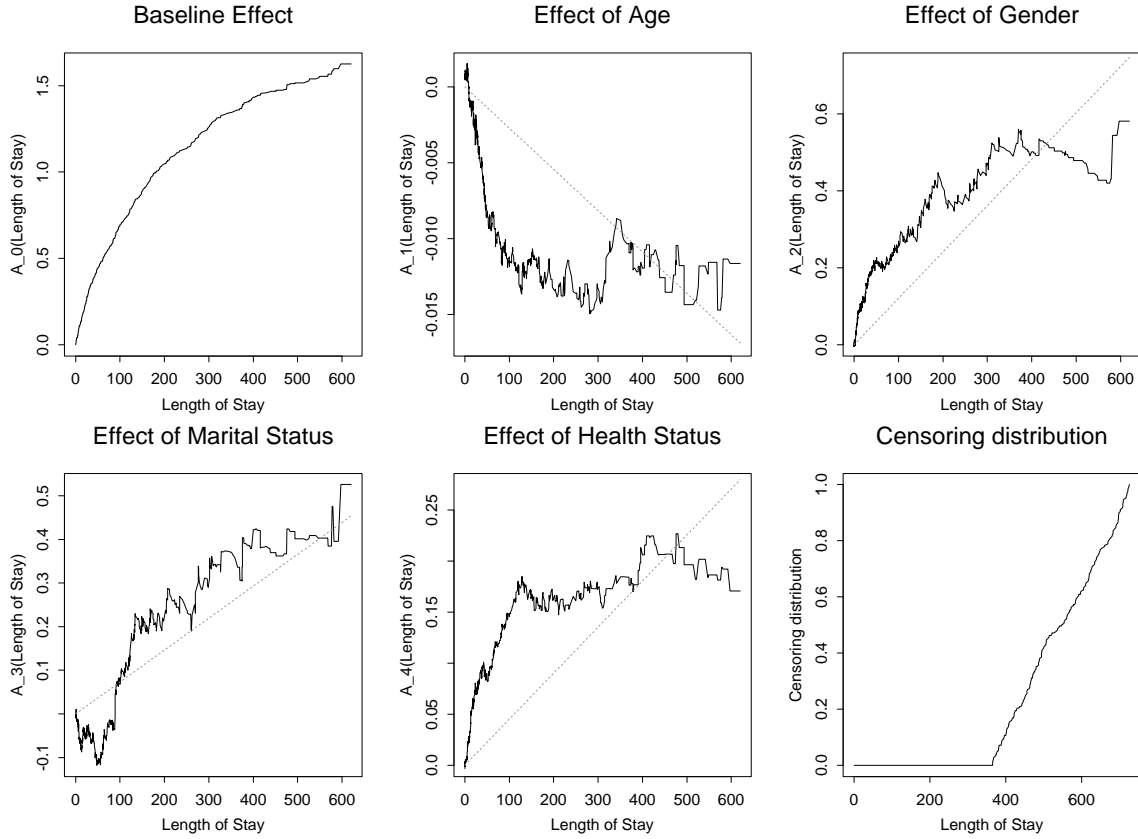 Baseline Effect
A_0(Length of Stay)
0.0 0.5 1.0 1.5
0 100 200 300 400 500 600
Length of Stay
Effect of Age
A_1(Length of Stay)
-0.015 -0.010 -0.005 0.0
0 100 200 300 400 500 600
Length of Stay
Effect of Gender
A_2(Length of Stay)
0.0 0.2 0.4 0.6
0 100 200 300 400 500 600
Length of Stay
Effect of Marital Status
A_3(Length of Stay)
-0.1 0.1 0.2 0.3 0.4 0.5
0 100 200 300 400 500 600
Length of Stay
Effect of Health Status
A_4(Length of Stay)
0.0 0.05 0.15 0.25
0 100 200 300 400 500 600
Length of Stay
Censoring distribution
Censoring distribution
0.0 0.2 0.4 0.6 0.8 1.0
0 200 400 600
Length of Stay